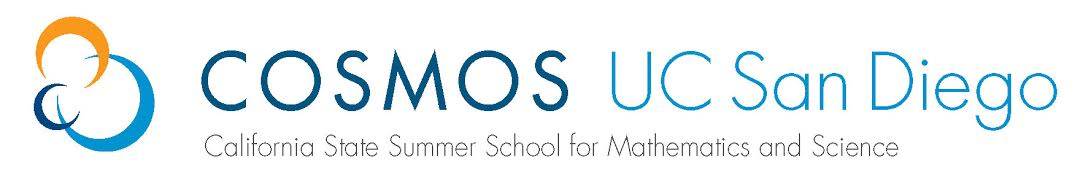 COSMOS UC San Diego
California State Summer School for Mathematics and Science